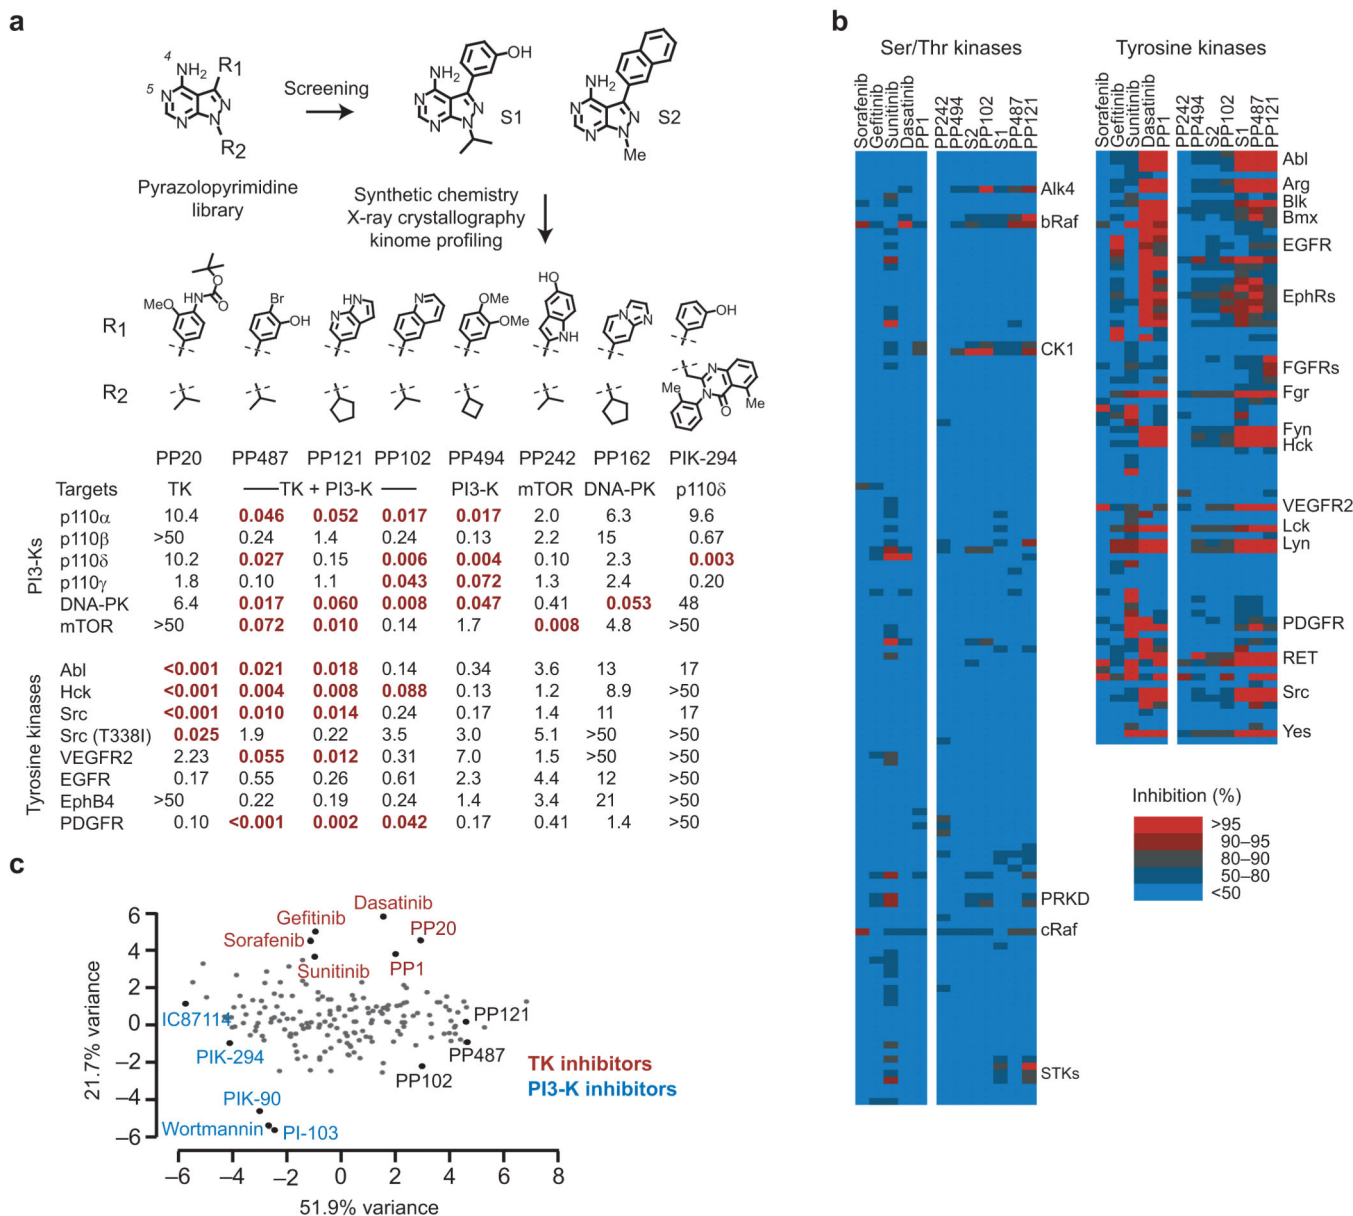 a
4
5
NH₂
R1
N
N
N
N
R2
Pyrazolopyrimidine
library
Screening
OH
NH₂
N
N
N
N
S1
NH₂
N
N
N
N
Me
S2
Synthetic chemistry
X-ray crystallography
kinome profiling
R1
O
O
NH
MeO
Br
OH
HN
N
N
OMe
OMe
HO
NH
N
N
OH
R2
N
Me
N
O
Me
PP20 PP487 PP121 PP102 PP494 PP242 PP162 PIK-294
Targets TK TK + PI3-K PI3-K mTOR DNA-PK p110δ
PI3-Ks
p110α 10.4 0.046 0.052 0.017 0.017 2.0 6.3 9.6
p110β >50 0.24 1.4 0.24 0.13 2.2 15 0.67
p110δ 10.2 0.027 0.15 0.006 0.004 0.10 2.3 0.003
p110γ 1.8 0.10 1.1 0.043 0.072 1.3 2.4 0.20
DNA-PK 6.4 0.017 0.060 0.008 0.047 0.41 0.053 48
mTOR >50 0.072 0.010 0.14 1.7 0.008 4.8 >50
Tyrosine kinases
Abl <0.001 0.021 0.018 0.14 0.34 3.6 13 17
Hck <0.001 0.004 0.008 0.088 0.13 1.2 8.9 >50
Src <0.001 0.010 0.014 0.24 0.17 1.4 11 17
Src (T338I) 0.025 1.9 0.22 3.5 3.0 5.1 >50 >50
VEGFR2 2.23 0.055 0.012 0.31 7.0 1.5 >50 >50
EGFR 0.17 0.55 0.26 0.61 2.3 4.4 12 >50
EphB4 >50 0.22 0.19 0.24 1.4 3.4 21 >50
PDGFR 0.10 <0.001 0.002 0.042 0.17 0.41 1.4 >50
b
Ser/Thr kinases
Sorafenib
Gefitinib
Sunitinib
Dasatinib
PP1
PP242
PP494
S2
PP102
S1
PP487
PP121
Alk4
bRaf
CK1
PRKD
cRaf
STKs
Tyrosine kinases
Sorafenib
Gefitinib
Sunitinib
Dasatinib
PP1
PP242
PP494
S2
PP102
S1
PP487
PP121
Abl
Arg
Blk
Bmx
EGFR
EphRs
FGFRs
Fgr
Fyn
Hck
VEGFR2
Lck
Lyn
PDGFR
RET
Src
Yes
Inhibition (%)
>95
90–95
80–90
50–80
<50
c
21.7% variance
6
4
2
0
–2
–4
–6
Dasatinib
Gefitinib
PP20
Sorafenib
Sunitinib
PP1
IC87114
PP121
PIK-294
PP487
PP102
PIK-90
Wortmannin
PI-103
TK inhibitors
PI3-K inhibitors
–6 –4 –2 0 2 4 6 8
51.9% variance